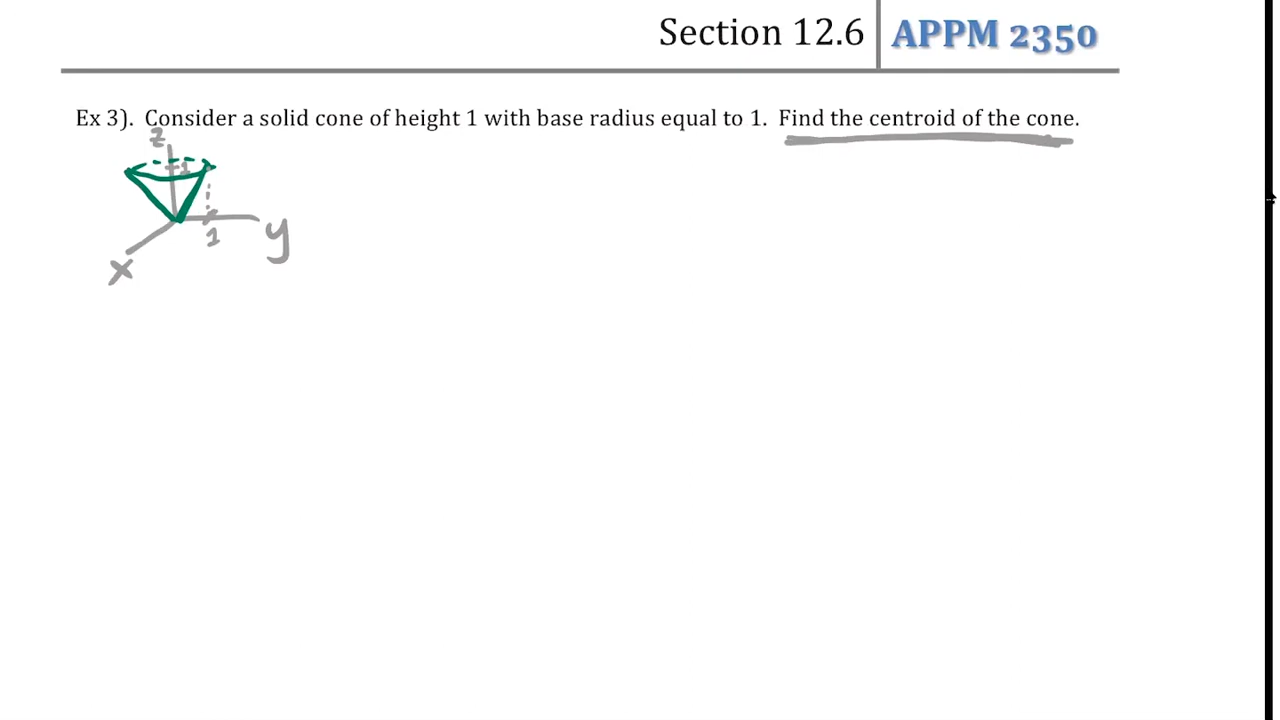 Section 12.6 APPM 2350
Ex 3). Consider a solid cone of height 1 with base radius equal to 1. Find the centroid of the cone.
z
1
1
y
x